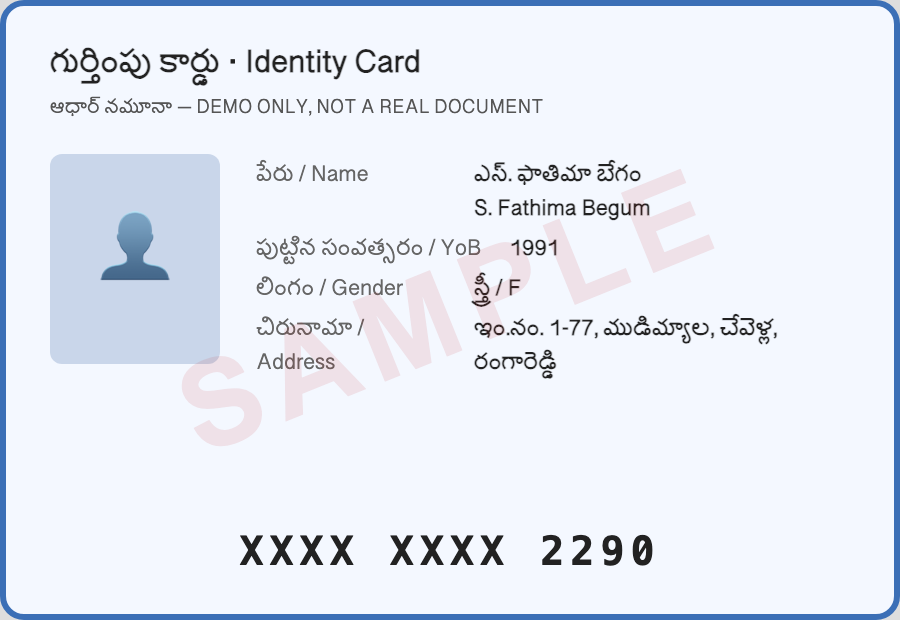 గుర్తింపు కార్డు · Identity Card
ఆధార్ నమూనా — DEMO ONLY, NOT A REAL DOCUMENT
పేరు / Name ఎస్. ఫాతిమా బేగం
S. Fathima Begum
పుట్టిన సంవత్సరం / YoB 1991
లింగం / Gender స్త్రీ / F
చిరునామా / ఇం.నం. 1-77, ముడిమ్యాల, చేవెళ్ల,
Address రంగారెడ్డి
SAMPLE
XXXX XXXX 2290